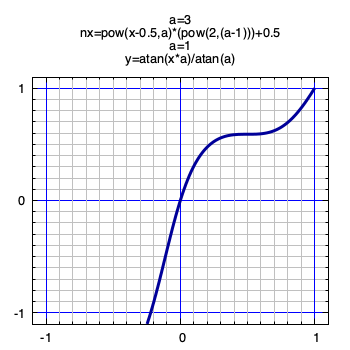 a=3
nx=pow(x-0.5,a)*(pow(2,(a-1)))+0.5
a=1
y=atan(x*a)/atan(a)
1
0
-1
-1
0
1